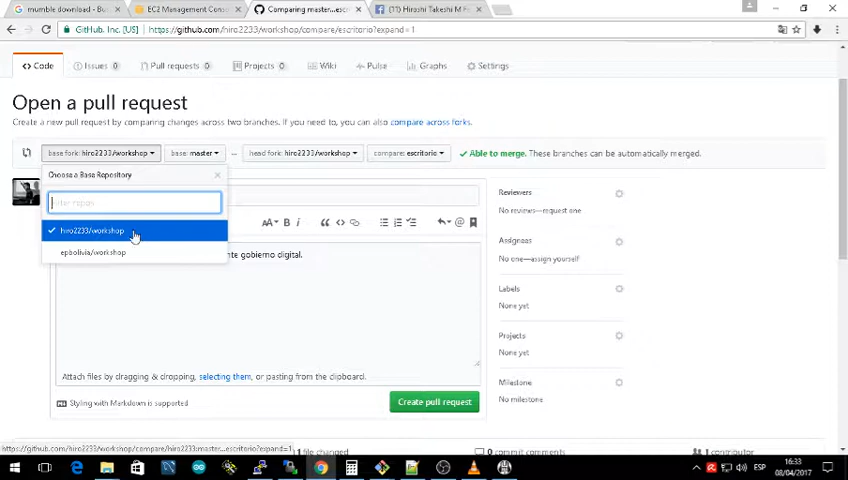 mumble download - Bu
EC2 Management Cons
Comparing master...escrit
(11) Hiroshi Takeshi M F
GitHub, Inc. [US]
https://github.com/hiro2233/workshop/compare/escritorio?expand=1
Code
Issues 0
Pull requests 0
Projects 0
Wiki
Pulse
Graphs
Settings
Open a pull request
Create a new pull request by comparing changes across two branches. If you need to, you can also compare across forks.
base fork: hiro2233/workshop
base: master
...
head fork: hiro2233/workshop
compare: escritorio
Able to merge. These branches can be automatically merged.
Choose a Base Repository
Filter repos
hiro2233/workshop
epbolivia/workshop
AA B i
nte gobierno digital.
Attach files by dragging & dropping, selecting them, or pasting from the clipboard.
Styling with Markdown is supported
Create pull request
Reviewers
No reviews—request one
Assignees
No one—assign yourself
Labels
None yet
Projects
None yet
Milestone
No milestone
https://github.com/hiro2233/workshop/compare/hiro2233:master...escritorio?expand=1
1 file changed
0 commit comments
1 contributor
ESP
16:33
08/04/2017